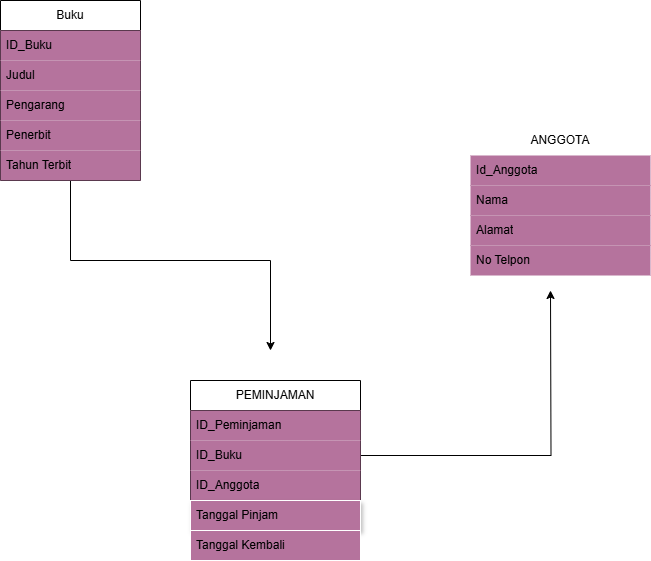 Buku
ID_Buku
Judul
Pengarang
Penerbit
Tahun Terbit
ANGGOTA
Id_Anggota
Nama
Alamat
No Telpon
PEMINJAMAN
ID_Peminjaman
ID_Buku
ID_Anggota
Tanggal Pinjam
Tanggal Kembali